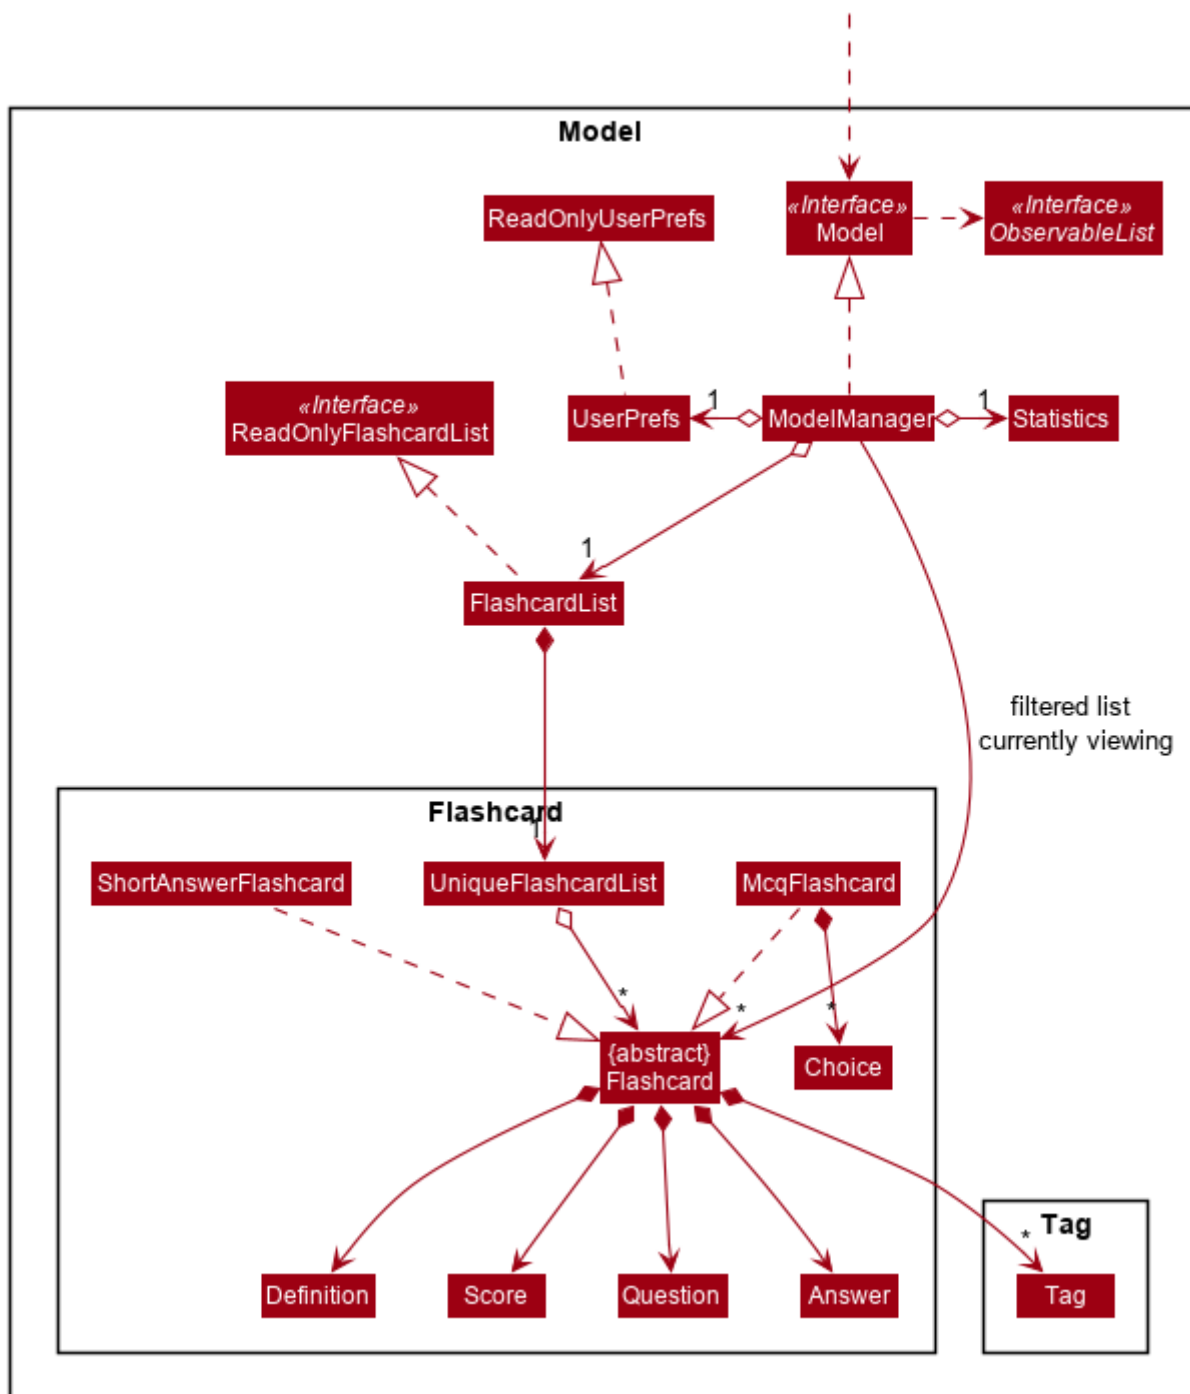 Model
«Interface»
Model
«Interface»
ObservableList
ReadOnlyUserPrefs
«Interface»
ReadOnlyFlashcardList
UserPrefs
1
ModelManager
1
Statistics
1
FlashcardList
filtered list
currently viewing
Flashcard
1
ShortAnswerFlashcard
UniqueFlashcardList
McqFlashcard
*
*
*
{abstract}
Flashcard
Choice
Tag
*
Definition
Score
Question
Answer
Tag